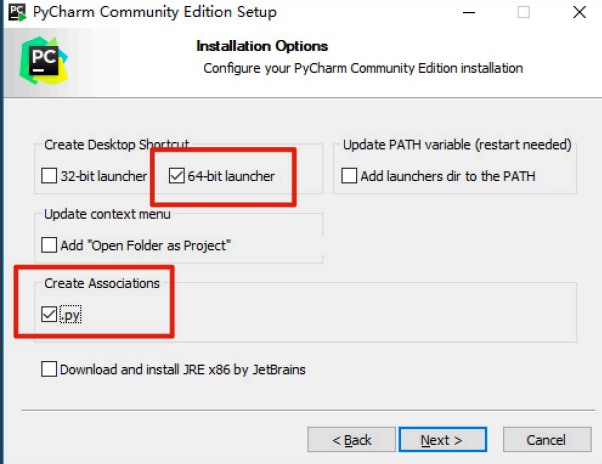 PyCharm Community Edition Setup
PC
Installation Options
Configure your PyCharm Community Edition installation
Create Desktop Shortcut
Update PATH variable (restart needed)
32-bit launcher
64-bit launcher
Add launchers dir to the PATH
Update context menu
Add "Open Folder as Project"
Create Associations
.py
Download and install JRE x86 by JetBrains
< Back
Next >
Cancel